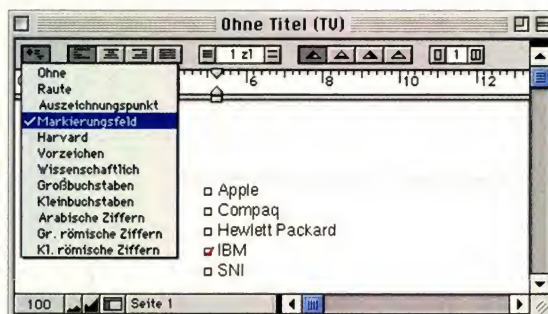 Ohne Titel (TV)
1 zl 1
6 8 10 12
Ohne
Raute
Auszeichnungspunkt
Markierungsfeld
Harvard
Vorzeichen
Wissenschaftlich
Großbuchstaben
Kleinbuchstaben
Arabische Ziffern
Gr. römische Ziffern
Kl. römische Ziffern
Apple
Compaq
Hewlett Packard
IBM
SNI
100 Seite 1